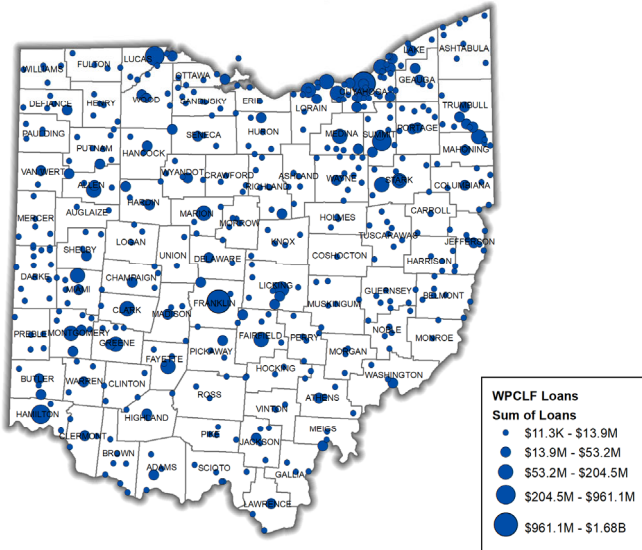 LAKE
ASHTABULA
LUCAS
WILLIAMS
FULTON
OTTAWA
GEAUGA
CUYAHOGA
DEFIANCE
HENRY
WOOD
SANDUSKY
ERIE
LORAIN
TRUMBULL
PAULDING
SENECA
HURON
MEDINA
SUMMIT
PORTAGE
PUTNAM
HANCOCK
MAHONING
VAN WERT
WYANDOT
CRAWFORD
RICHLAND
ASHLAND
WAYNE
STARK
COLUMBIANA
ALLEN
HARDIN
AUGLAIZE
MARION
MORROW
HOLMES
CARROLL
MERCER
LOGAN
KNOX
TUSCARAWAS
JEFFERSON
SHELBY
UNION
DELAWARE
COSHOCTON
HARRISON
DARKE
CHAMPAIGN
MIAMI
LICKING
GUERNSEY
BELMONT
CLARK
MADISON
FRANKLIN
MUSKINGUM
PREBLE
MONTGOMERY
GREENE
FAIRFIELD
PERRY
NOBLE
MONROE
FAYETTE
PICKAWAY
MORGAN
BUTLER
WARREN
CLINTON
HOCKING
WASHINGTON
ROSS
ATHENS
HAMILTON
HIGHLAND
VINTON
CLERMONT
PIKE
JACKSON
MEIGS
BROWN
ADAMS
SCIOTO
GALLIA
LAWRENCE
WPCLF Loans
Sum of Loans
$11.3K - $13.9M
$13.9M - $53.2M
$53.2M - $204.5M
$204.5M - $961.1M
$961.1M - $1.68B